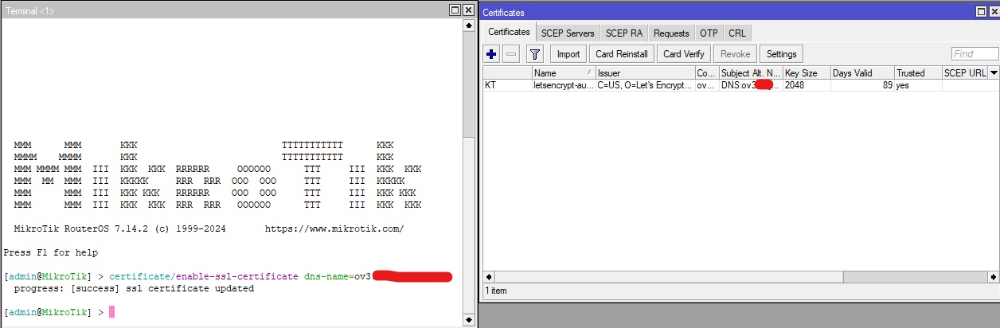 Terminal <1>
MMM MMM KKK TTTTTTTTTTT KKK
MMMM MMMM KKK TTTTTTTTTTT KKK
MMM MMMM MMM III KKK KKK RRRRRR OOOOOO TTT III KKK KKK
MMM MM MMM III KKKKK RRR RRR OOO OOO TTT III KKKKK
MMM MMM III KKK KKK RRRRRR OOO OOO TTT III KKK KKK
MMM MMM III KKK KKK RRR RRR OOOOOO TTT III KKK KKK
MikroTik RouterOS 7.14.2 (c) 1999-2024 https://www.mikrotik.com/
Press F1 for help
[admin@MikroTik] > certificate/enable-ssl-certificate dns-name=ov3
progress: [success] ssl certificate updated
[admin@MikroTik] >
Certificates
Certificates SCEP Servers SCEP RA Requests OTP CRL
Import Card Reinstall Card Verify Revoke Settings Find
Name Issuer Co... Subject Alt. N... Key Size Days Valid Trusted SCEP URL
KT letsencrypt-au... C=US, O=Let's Encrypt... ov... DNS:ov3 ... 2048 89 yes
1 item